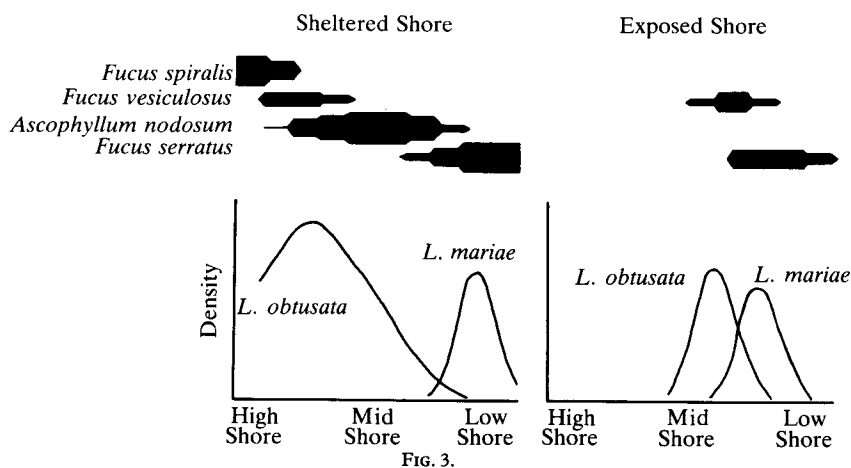 Sheltered Shore
Exposed Shore
Fucus spiralis
Fucus vesiculosus
Ascophyllum nodosum
Fucus serratus
Density
L. obtusata
L. mariae
L. obtusata
L. mariae
High
Shore
Mid
Shore
Low
Shore
High
Shore
Mid
Shore
Low
Shore
FIG. 3.